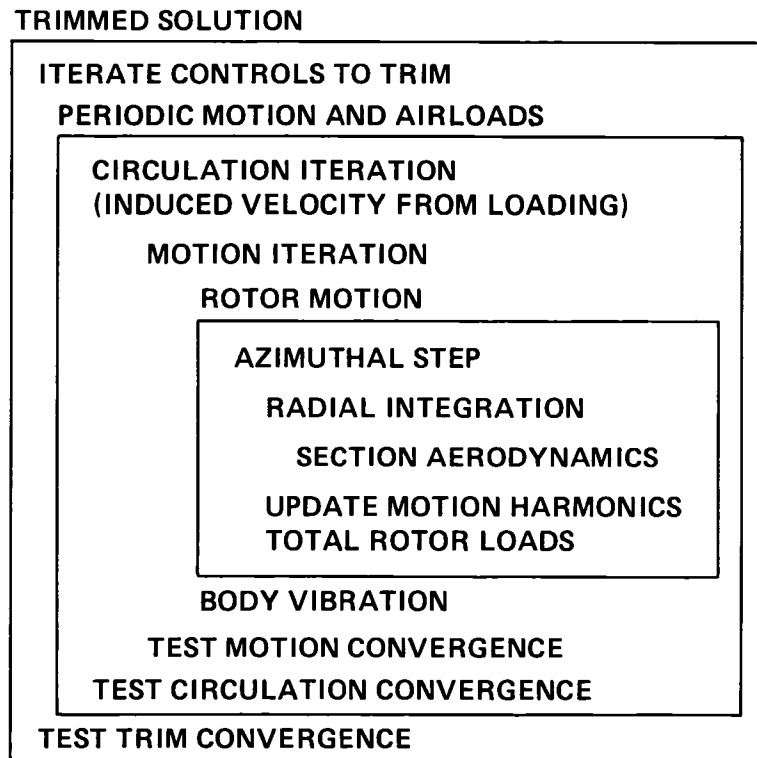 TRIMMED SOLUTION
ITERATE CONTROLS TO TRIM
PERIODIC MOTION AND AIRLOADS
CIRCULATION ITERATION
(INDUCED VELOCITY FROM LOADING)
MOTION ITERATION
ROTOR MOTION
AZIMUTHAL STEP
RADIAL INTEGRATION
SECTION AERODYNAMICS
UPDATE MOTION HARMONICS
TOTAL ROTOR LOADS
BODY VIBRATION
TEST MOTION CONVERGENCE
TEST CIRCULATION CONVERGENCE
TEST TRIM CONVERGENCE